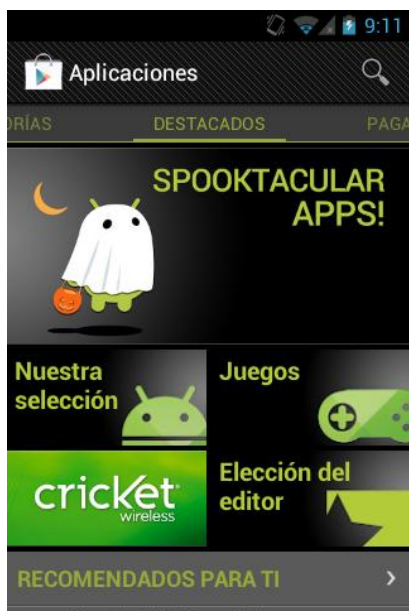 9:11
Aplicaciones
RÍAS DESTACADOS PAGA
SPOOKTACULAR
APPS!
Nuestra
selección
Juegos
cricket
wireless
Elección del
editor
RECOMENDADOS PARA TI